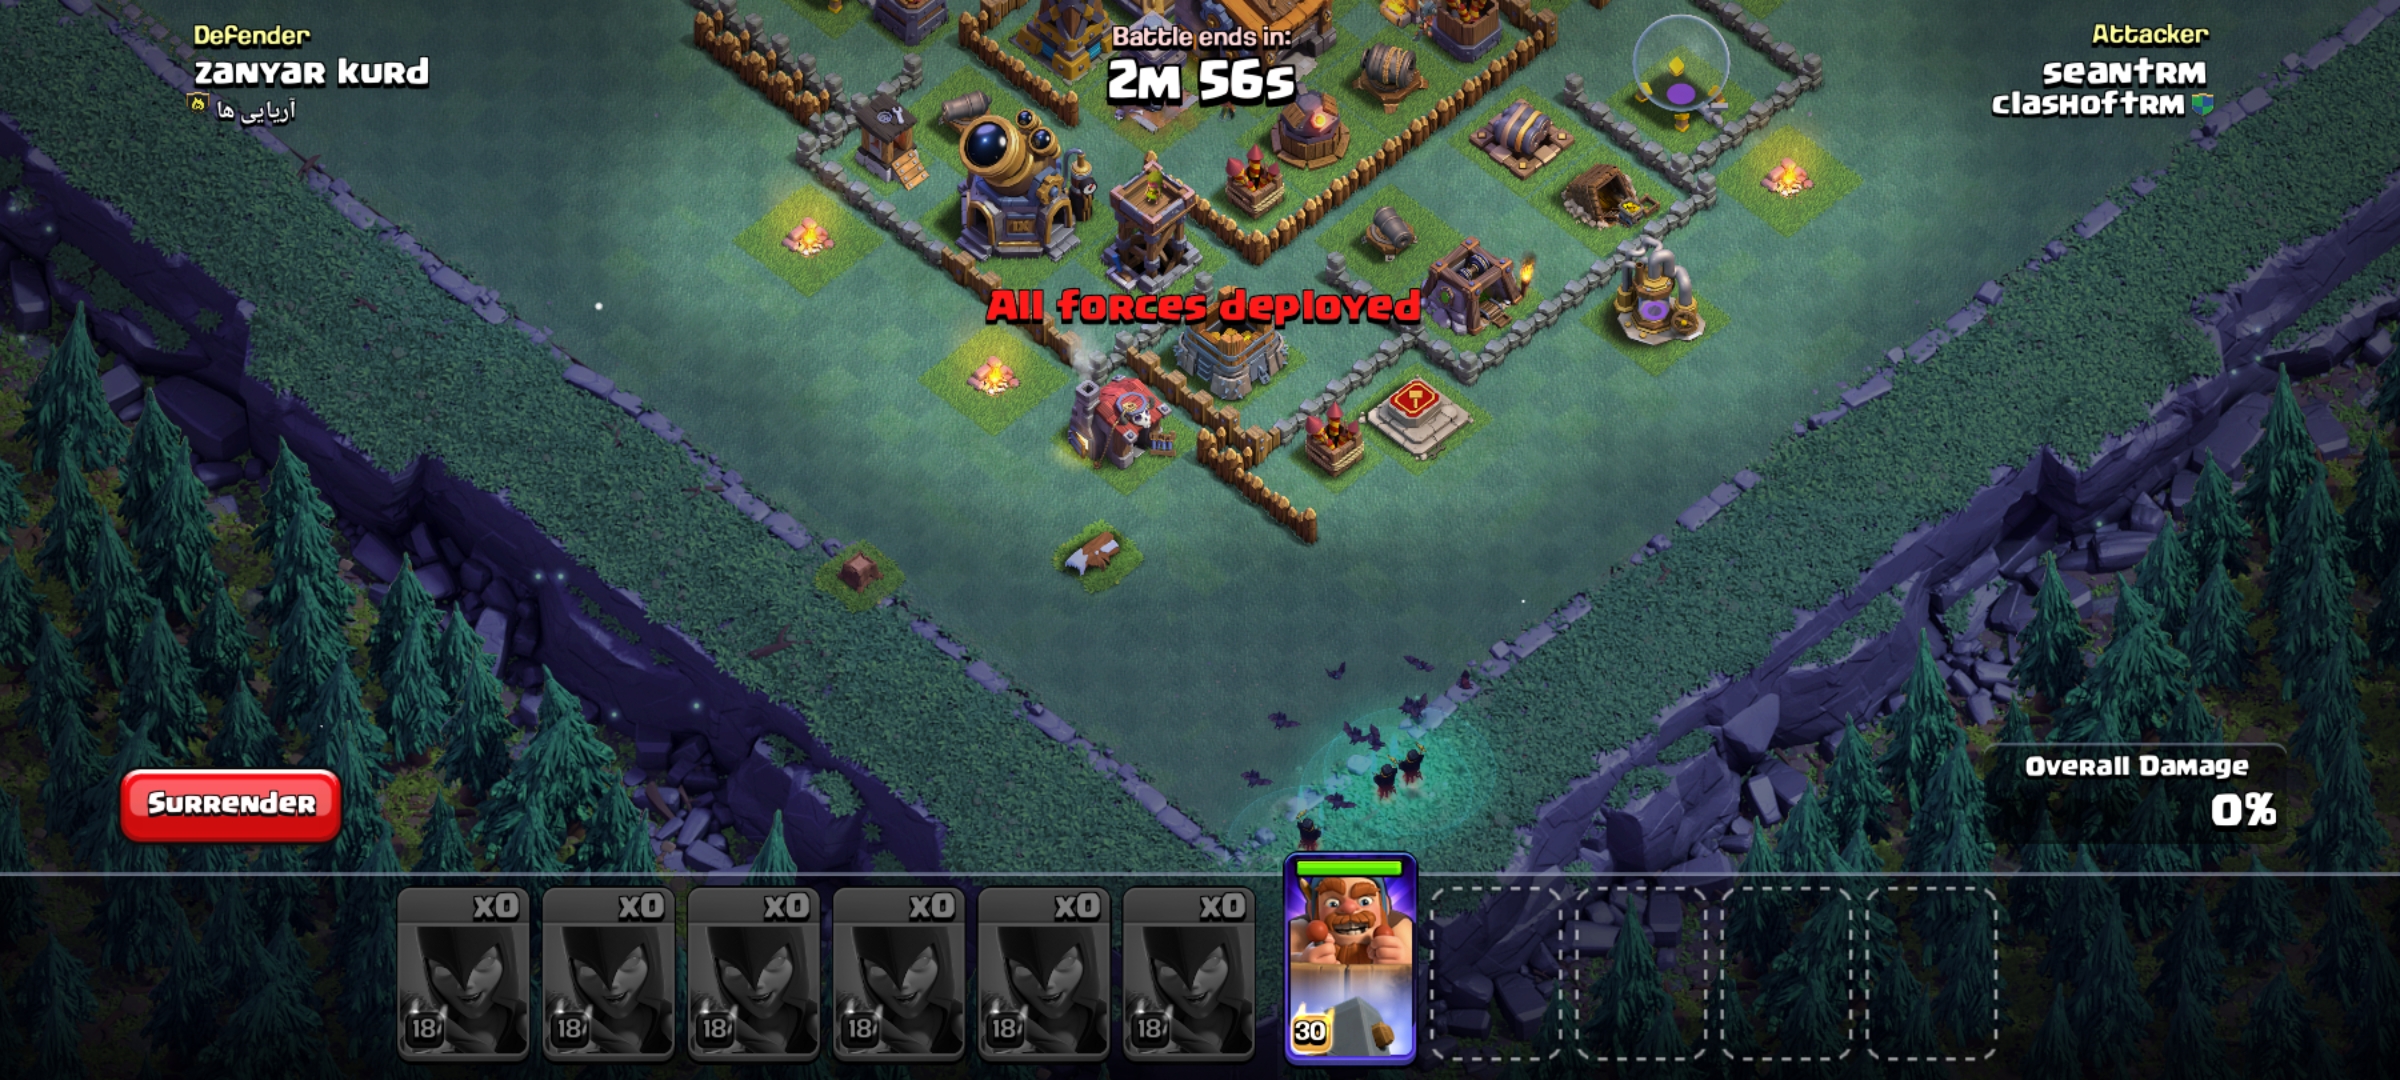 Defender
zanyar kurd
آریایی ها
Battle ends in:
2m 56s
Attacker
seantrm
clashoftrm
All forces deployed
Surrender
Overall Damage
0%
x0 x0 x0 x0 x0 x0
18 18 18 18 18 18 30